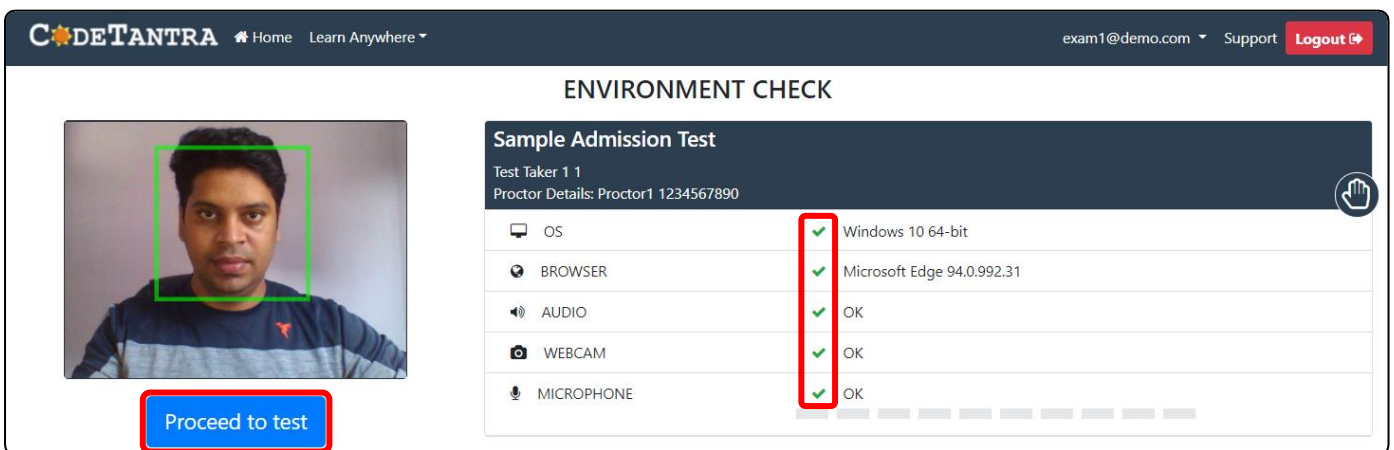 CODETANTRA Home Learn Anywhere exam1@demo.com Support Logout
ENVIRONMENT CHECK
Sample Admission Test
Test Taker 1 1
Proctor Details: Proctor1 1234567890
OS Windows 10 64-bit
BROWSER Microsoft Edge 94.0.992.31
AUDIO OK
WEBCAM OK
MICROPHONE OK
Proceed to test